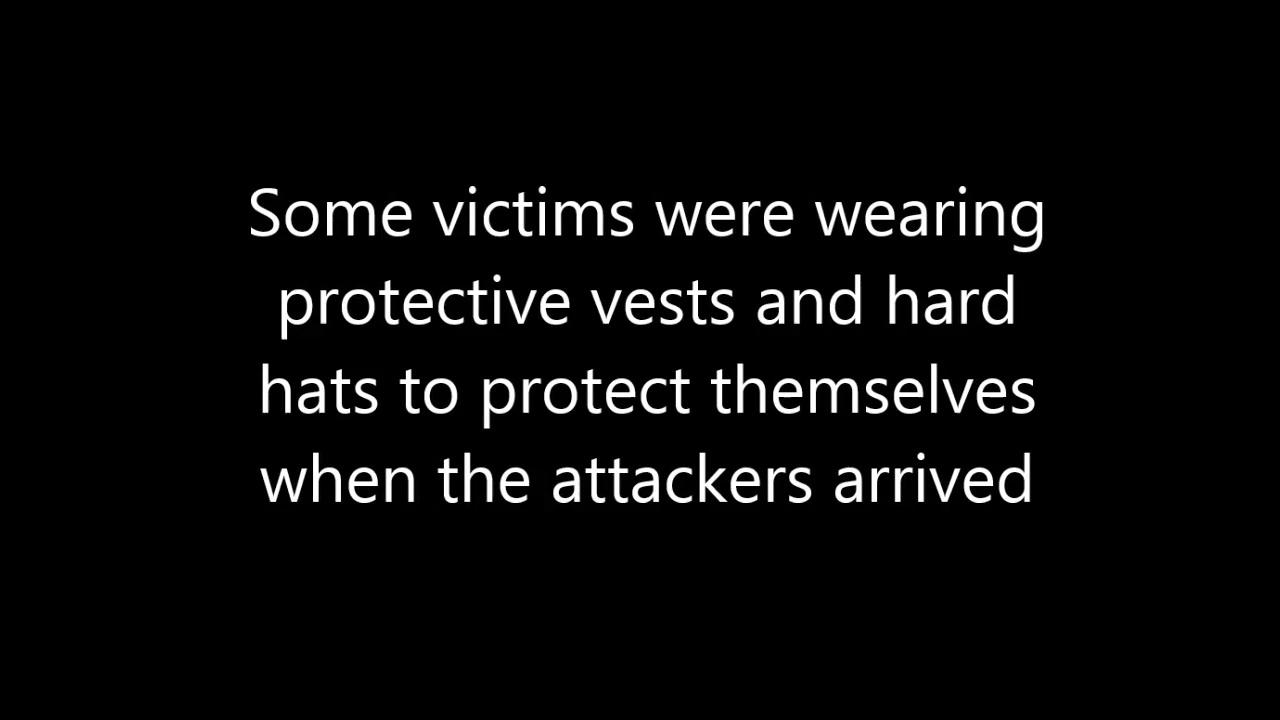 Some victims were wearing
protective vests and hard
hats to protect themselves
when the attackers arrived